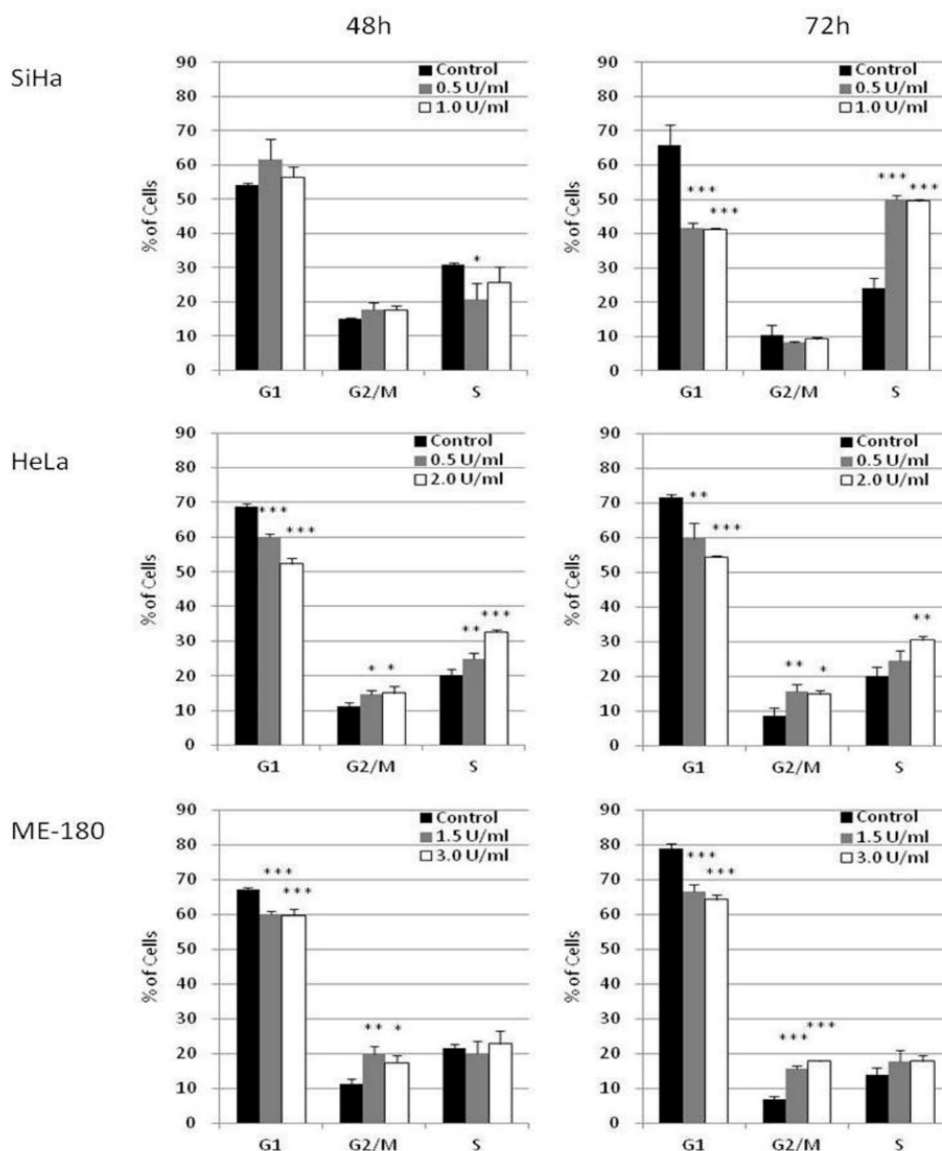 48h
72h
SiHa
% of Cells
90
80
70
60
50
40
30
20
10
0
Control
0.5 U/ml
1.0 U/ml
*
G1
G2/M
S
% of Cells
90
80
70
60
50
40
30
20
10
0
Control
0.5 U/ml
1.0 U/ml
***
***
***
***
G1
G2/M
S
HeLa
% of Cells
90
80
70
60
50
40
30
20
10
0
Control
0.5 U/ml
2.0 U/ml
***
***
*
*
**
***
G1
G2/M
S
% of Cells
90
80
70
60
50
40
30
20
10
0
Control
0.5 U/ml
2.0 U/ml
**
***
**
*
**
G1
G2/M
S
ME-180
% of Cells
90
80
70
60
50
40
30
20
10
0
Control
1.5 U/ml
3.0 U/ml
***
***
**
*
G1
G2/M
S
% of Cells
90
80
70
60
50
40
30
20
10
0
Control
1.5 U/ml
3.0 U/ml
***
***
***
***
G1
G2/M
S